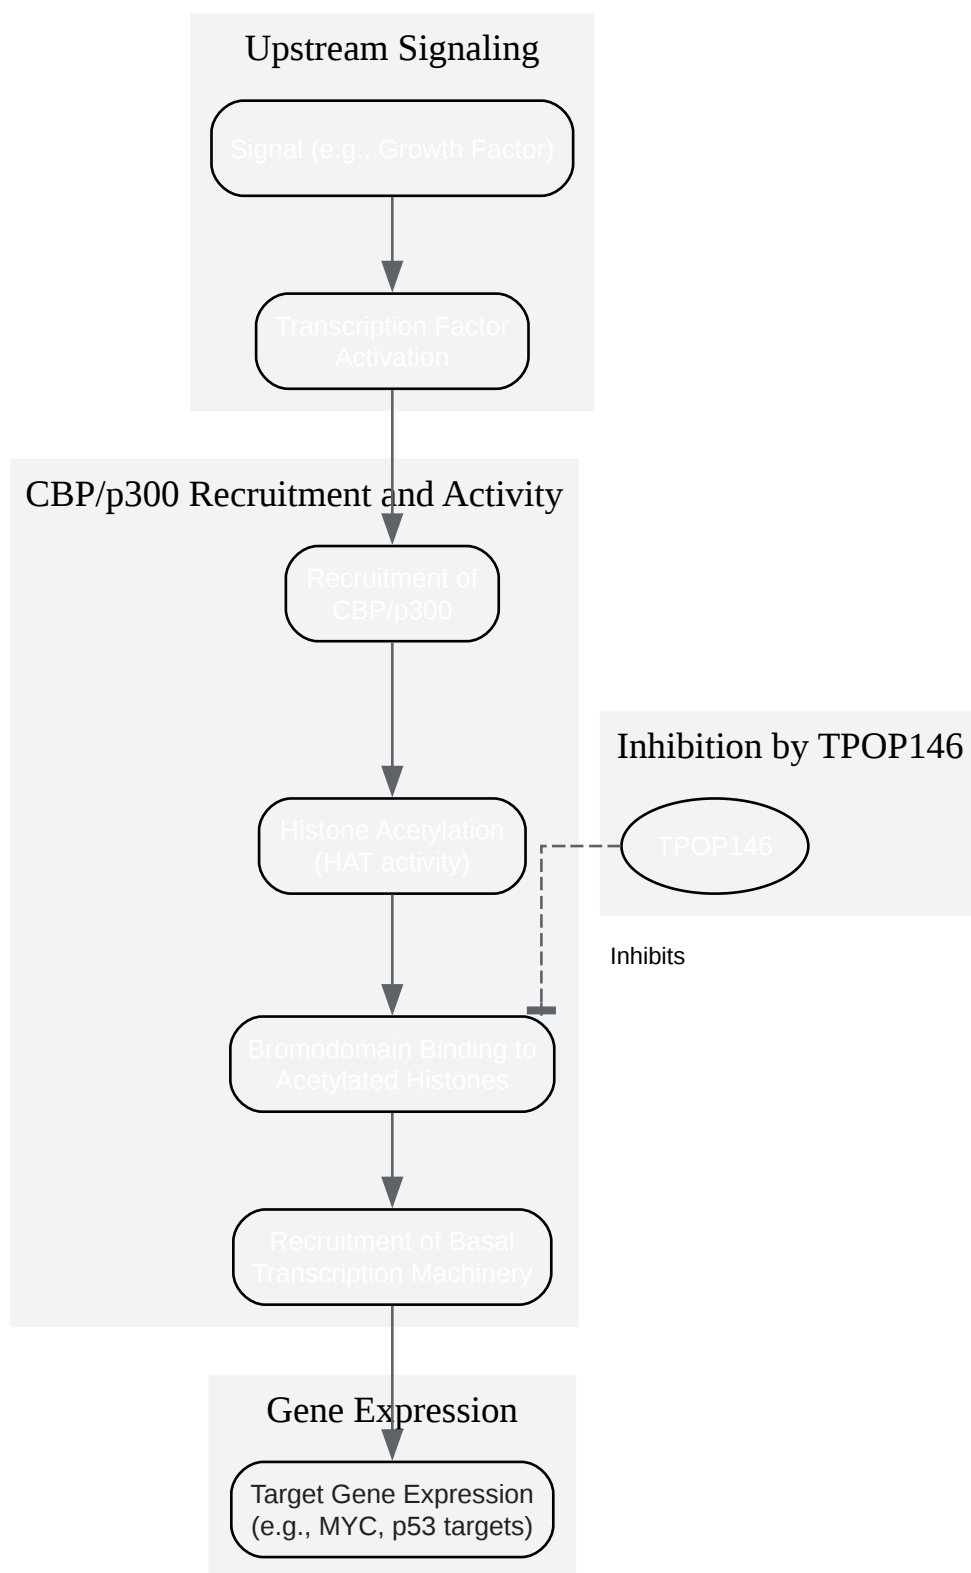 Upstream Signaling
Signal (e.g., Growth Factor)
Transcription Factor
Activation
CBP/p300 Recruitment and Activity
Recruitment of
CBP/p300
Inhibition by TPOP146
Histone Acetylation
(HAT activity)
TPOP146
Inhibits
Bromodomain Binding to
Acetylated Histones
Recruitment of Basal
Transcription Machinery
Gene Expression
Target Gene Expression
(e.g., MYC, p53 targets)